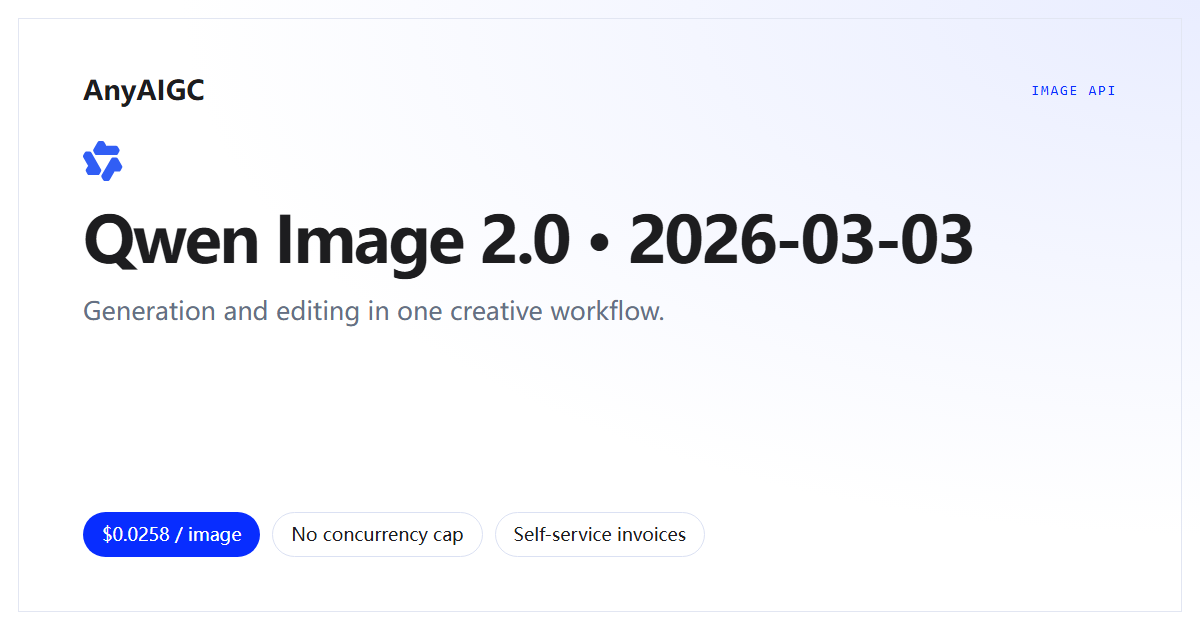 AnyAIGC
IMAGE API
Qwen Image 2.0 • 2026-03-03
Generation and editing in one creative workflow.
$0.0258 / image
No concurrency cap
Self-service invoices